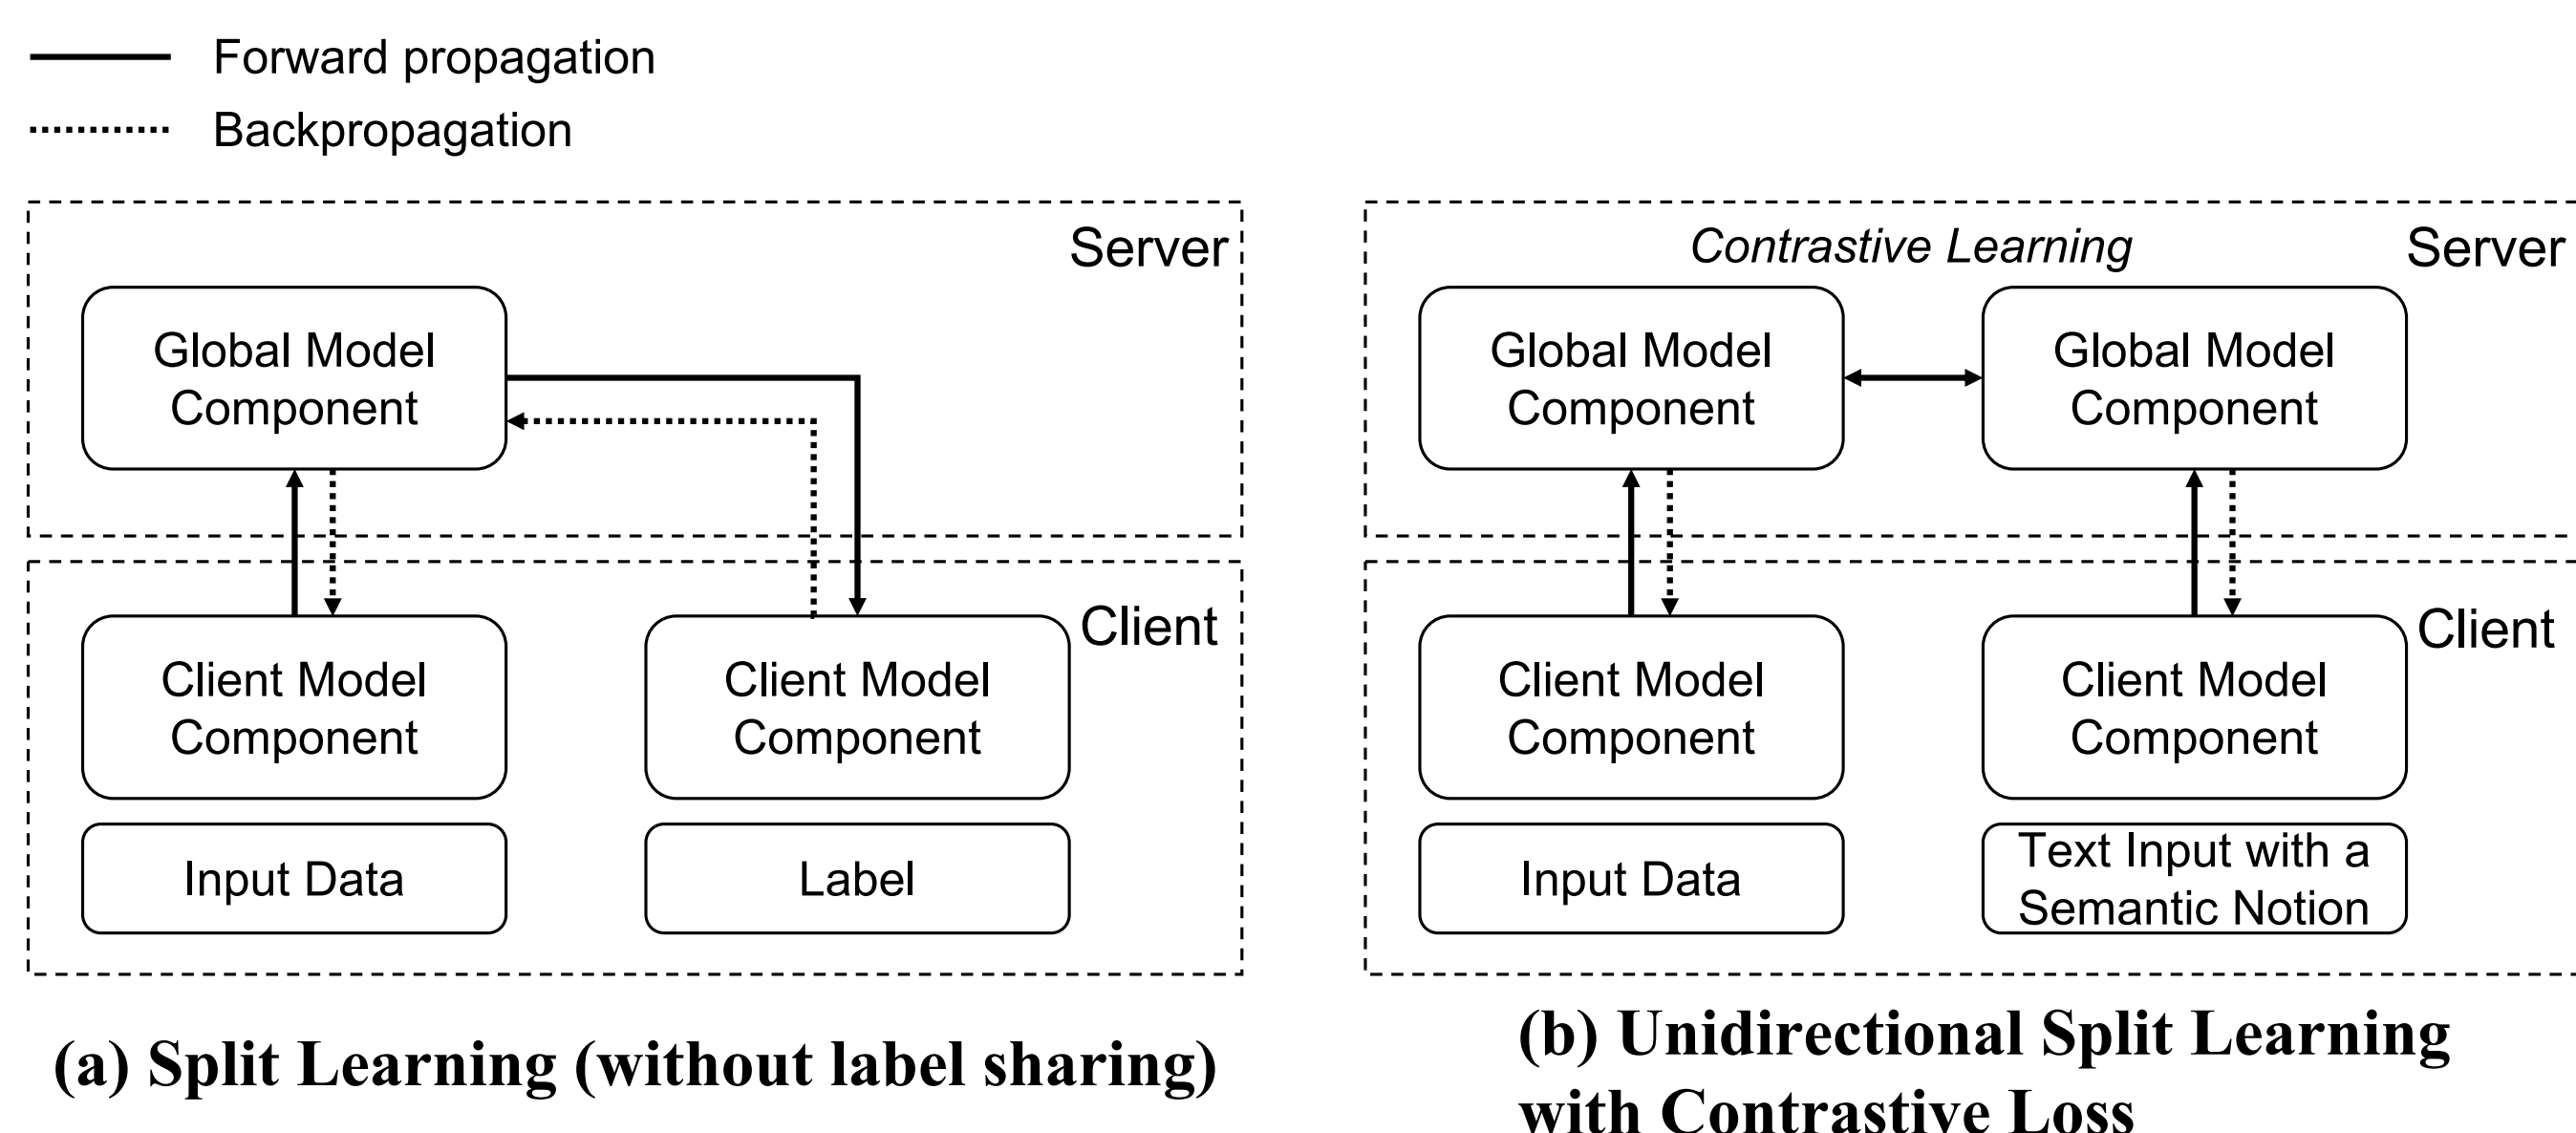 Forward propagation
Backpropagation
Server
Global Model
Component
Client
Client Model
Component
Client Model
Component
Input Data
Label
(a) Split Learning (without label sharing)
Contrastive Learning
Server
Global Model
Component
Global Model
Component
Client
Client Model
Component
Client Model
Component
Input Data
Text Input with a
Semantic Notion
(b) Unidirectional Split Learning
with Contrastive Loss